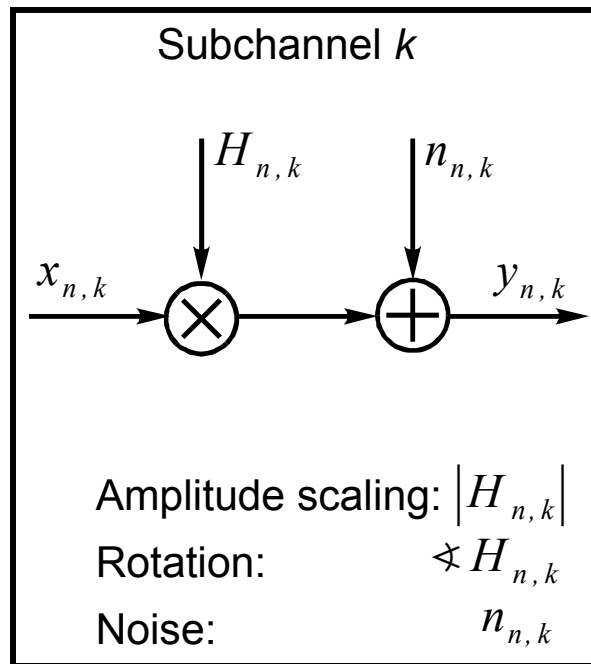 Subchannel k
H_{n,k} n_{n,k}
x_{n,k} y_{n,k}
Amplitude scaling: |H_{n,k}|
Rotation: ∢ H_{n,k}
Noise: n_{n,k}